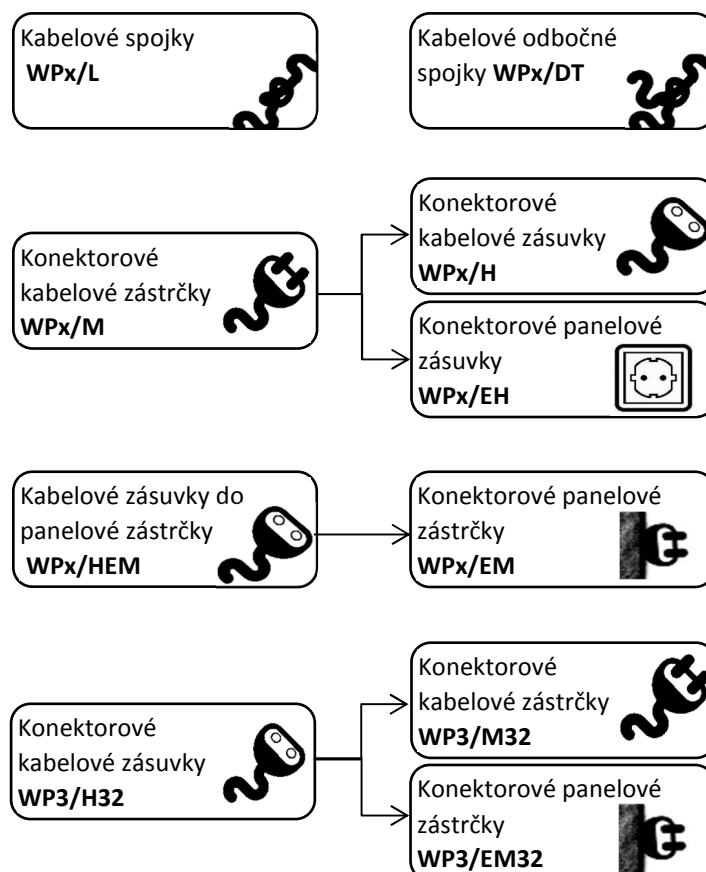 Kabelové spojky
WPx/L
Kabelové odbočné
spojky WPx/DT
Konektorové
kabelové zástrčky
WPx/M
Konektorové
kabelové zásuvky
WPx/H
Konektorové panelové
zásuvky
WPx/EH
Kabelové zásuvky do
panelové zástrčky
WPx/HEM
Konektorové panelové
zástrčky
WPx/EM
Konektorové
kabelové zásuvky
WP3/H32
Konektorové
kabelové zástrčky
WP3/M32
Konektorové panelové
zástrčky
WP3/EM32